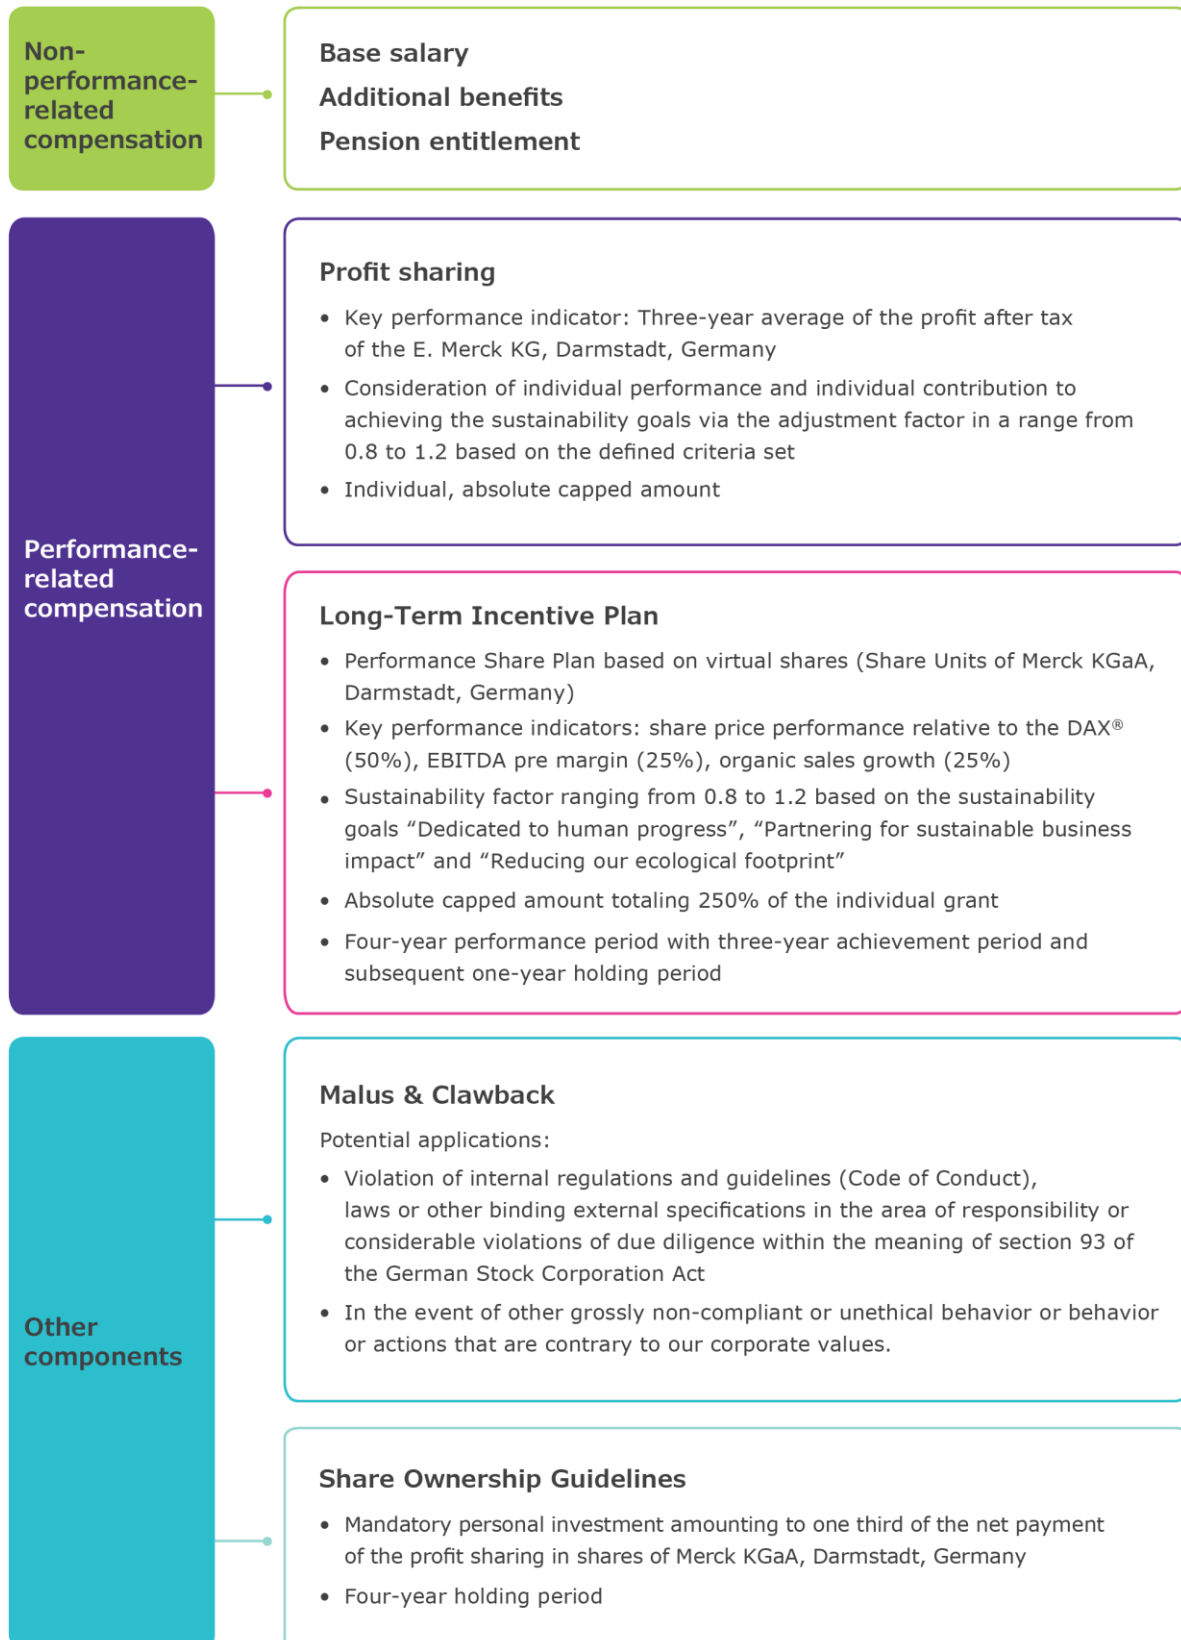 Non-
performance-
related
compensation
Base salary
Additional benefits
Pension entitlement
Performance-
related
compensation
Profit sharing
• Key performance indicator: Three-year average of the profit after tax
of the E. Merck KG, Darmstadt, Germany
• Consideration of individual performance and individual contribution to
achieving the sustainability goals via the adjustment factor in a range from
0.8 to 1.2 based on the defined criteria set
• Individual, absolute capped amount
Long-Term Incentive Plan
• Performance Share Plan based on virtual shares (Share Units of Merck KGaA,
Darmstadt, Germany)
• Key performance indicators: share price performance relative to the DAX®
(50%), EBITDA pre margin (25%), organic sales growth (25%)
• Sustainability factor ranging from 0.8 to 1.2 based on the sustainability
goals “Dedicated to human progress”, “Partnering for sustainable business
impact” and “Reducing our ecological footprint”
• Absolute capped amount totaling 250% of the individual grant
• Four-year performance period with three-year achievement period and
subsequent one-year holding period
Other
components
Malus & Clawback
Potential applications:
• Violation of internal regulations and guidelines (Code of Conduct),
laws or other binding external specifications in the area of responsibility or
considerable violations of due diligence within the meaning of section 93 of
the German Stock Corporation Act
• In the event of other grossly non-compliant or unethical behavior or behavior
or actions that are contrary to our corporate values.
Share Ownership Guidelines
• Mandatory personal investment amounting to one third of the net payment
of the profit sharing in shares of Merck KGaA, Darmstadt, Germany
• Four-year holding period